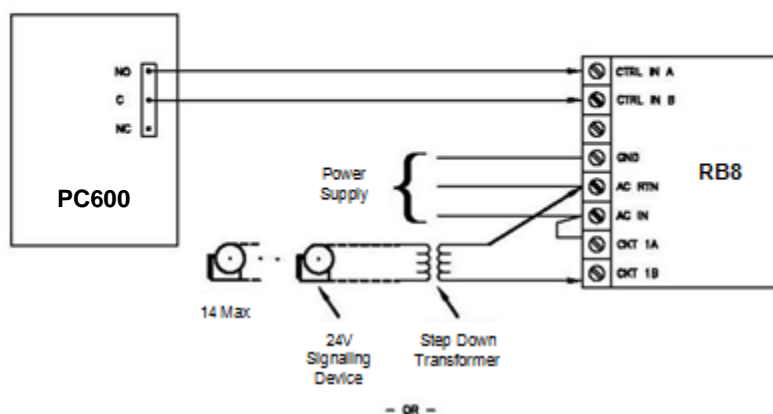 NO
C
NC
PC600
CTRL IN A
CTRL IN B
GND
AC RTN
AC IN
CKT 1A
CKT 1B
RB8
Power
Supply
14 Max
24V
Signaling
Device
Step Down
Transformer
- OR -